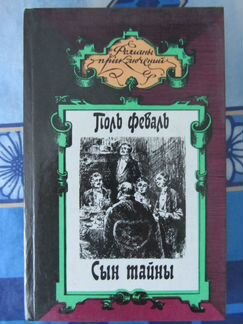 Романы
приключений
Поль Феваль
Сын тайны